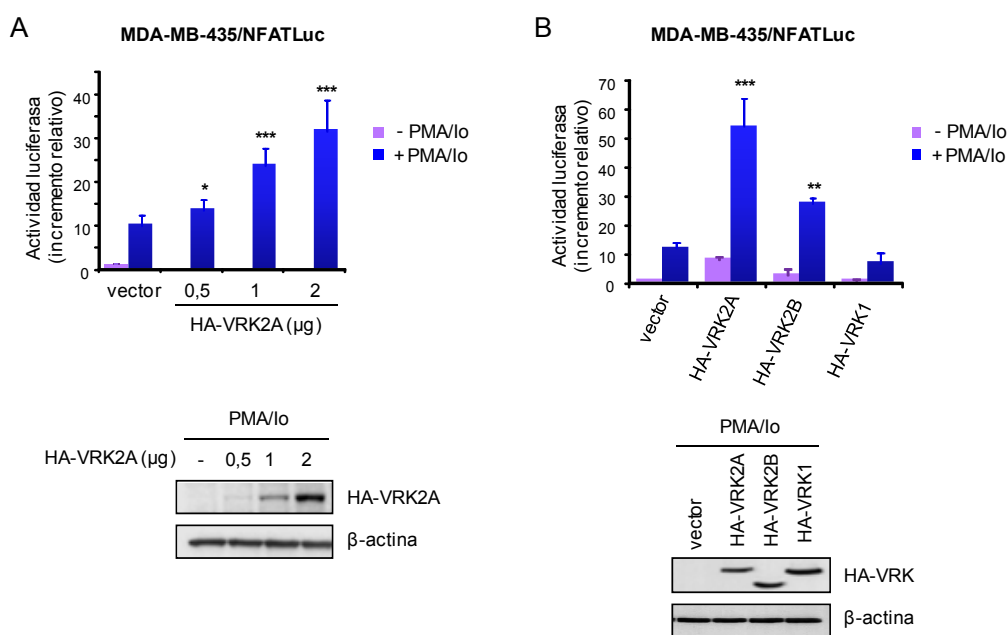 A
MDA-MB-435/NFATLuc
Actividad luciferasa
(incremento relativo)
50
40
30
20
10
0
*
***
***
- PMA/Io
+ PMA/Io
vector
0,5
1
2
HA-VRK2A (µg)
PMA/Io
HA-VRK2A (µg)
-
0,5
1
2
HA-VRK2A
β-actina
B
MDA-MB-435/NFATLuc
Actividad luciferasa
(incremento relativo)
70
60
50
40
30
20
10
0
***
**
- PMA/Io
+ PMA/Io
vector
HA-VRK2A
HA-VRK2B
HA-VRK1
PMA/Io
vector
HA-VRK2A
HA-VRK2B
HA-VRK1
HA-VRK
β-actina